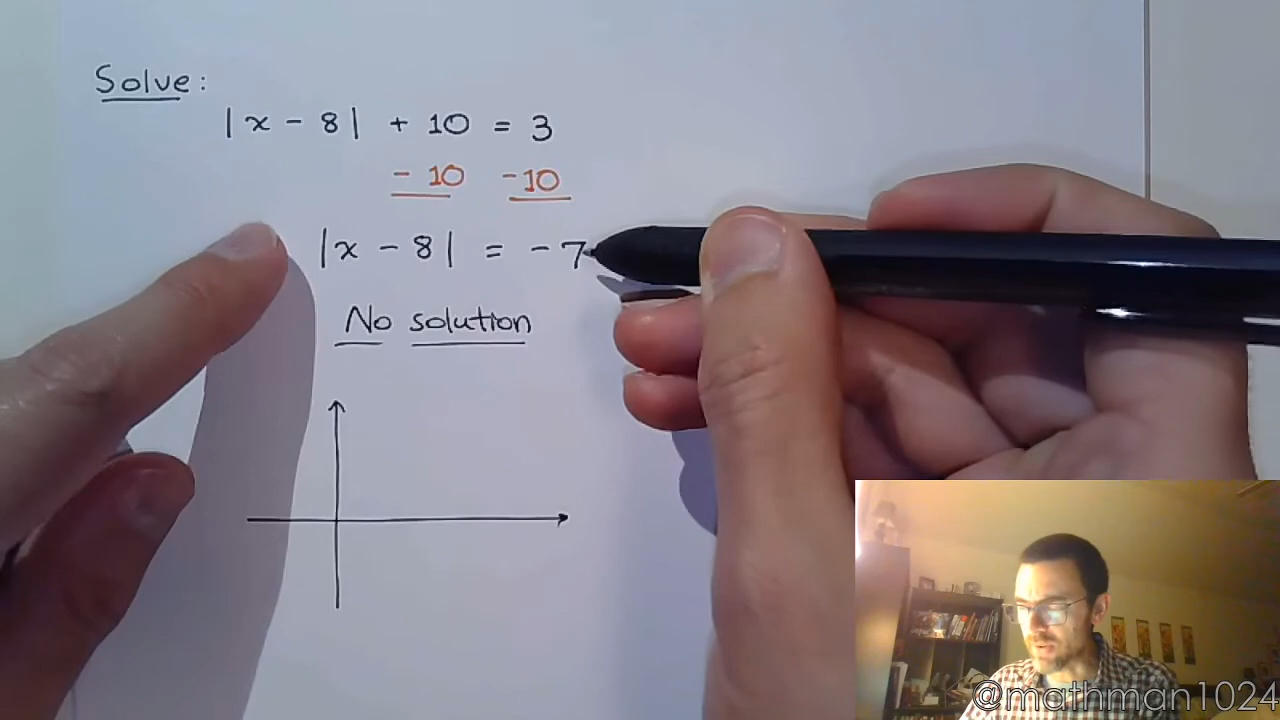 Solve:
|x - 8| + 10 = 3
- 10 -10
|x - 8| = -7
No solution
@mathman1024